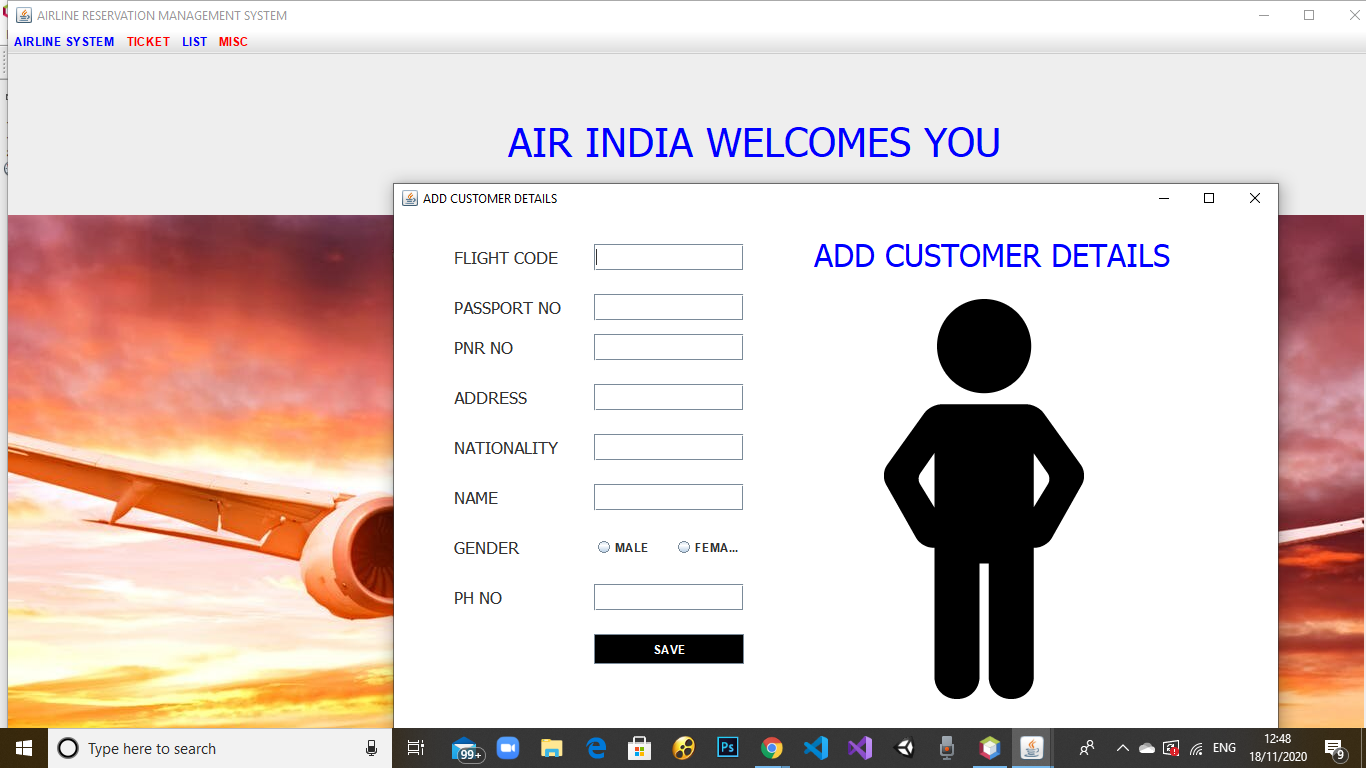 AIRLINE RESERVATION MANAGEMENT SYSTEM
AIRLINE SYSTEM TICKET LIST MISC
AIR INDIA WELCOMES YOU
ADD CUSTOMER DETAILS
ADD CUSTOMER DETAILS
FLIGHT CODE
PASSPORT NO
PNR NO
ADDRESS
NATIONALITY
NAME
GENDER MALE FEMA...
PH NO
SAVE
Type here to search
99+
Ps
ENG
12:48
18/11/2020
9